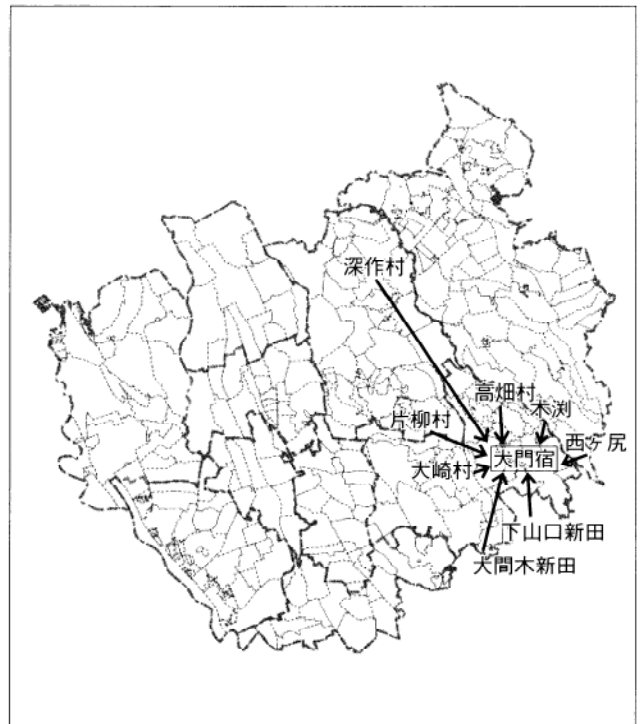 深作村
高畑村
木渕
片柳村
西ヶ尻
大門宿
大崎村
下山口新田
大間木新田